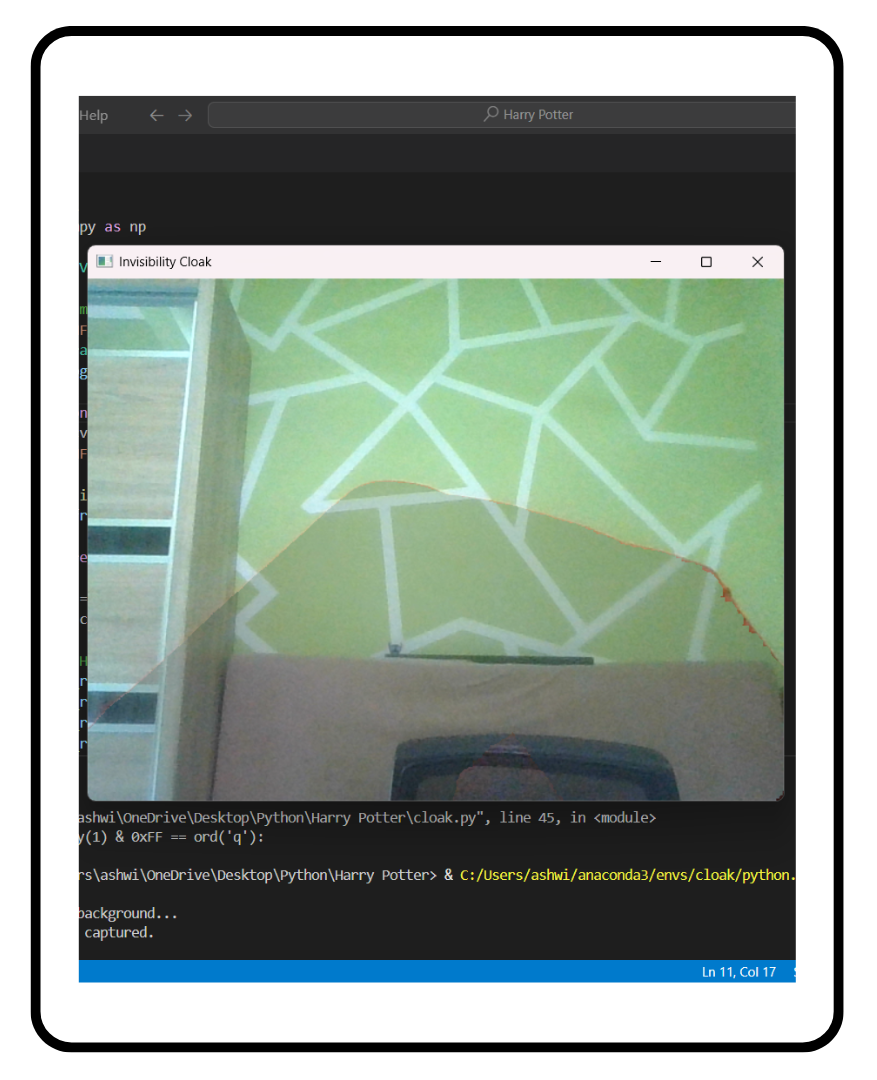 Help ← → Harry Potter
py as np
Invisibility Cloak
v
m
F
a
g
n
v
F
i
r
e
=
c
H
r
r
r
r
ashwi\OneDrive\Desktop\Python\Harry Potter\cloak.py", line 45, in <module>
y(1) & 0xFF == ord('q'):
rs\ashwi\OneDrive\Desktop\Python\Harry Potter> & C:/Users/ashwi/anaconda3/envs/cloak/python.
background...
captured.
Ln 11, Col 17